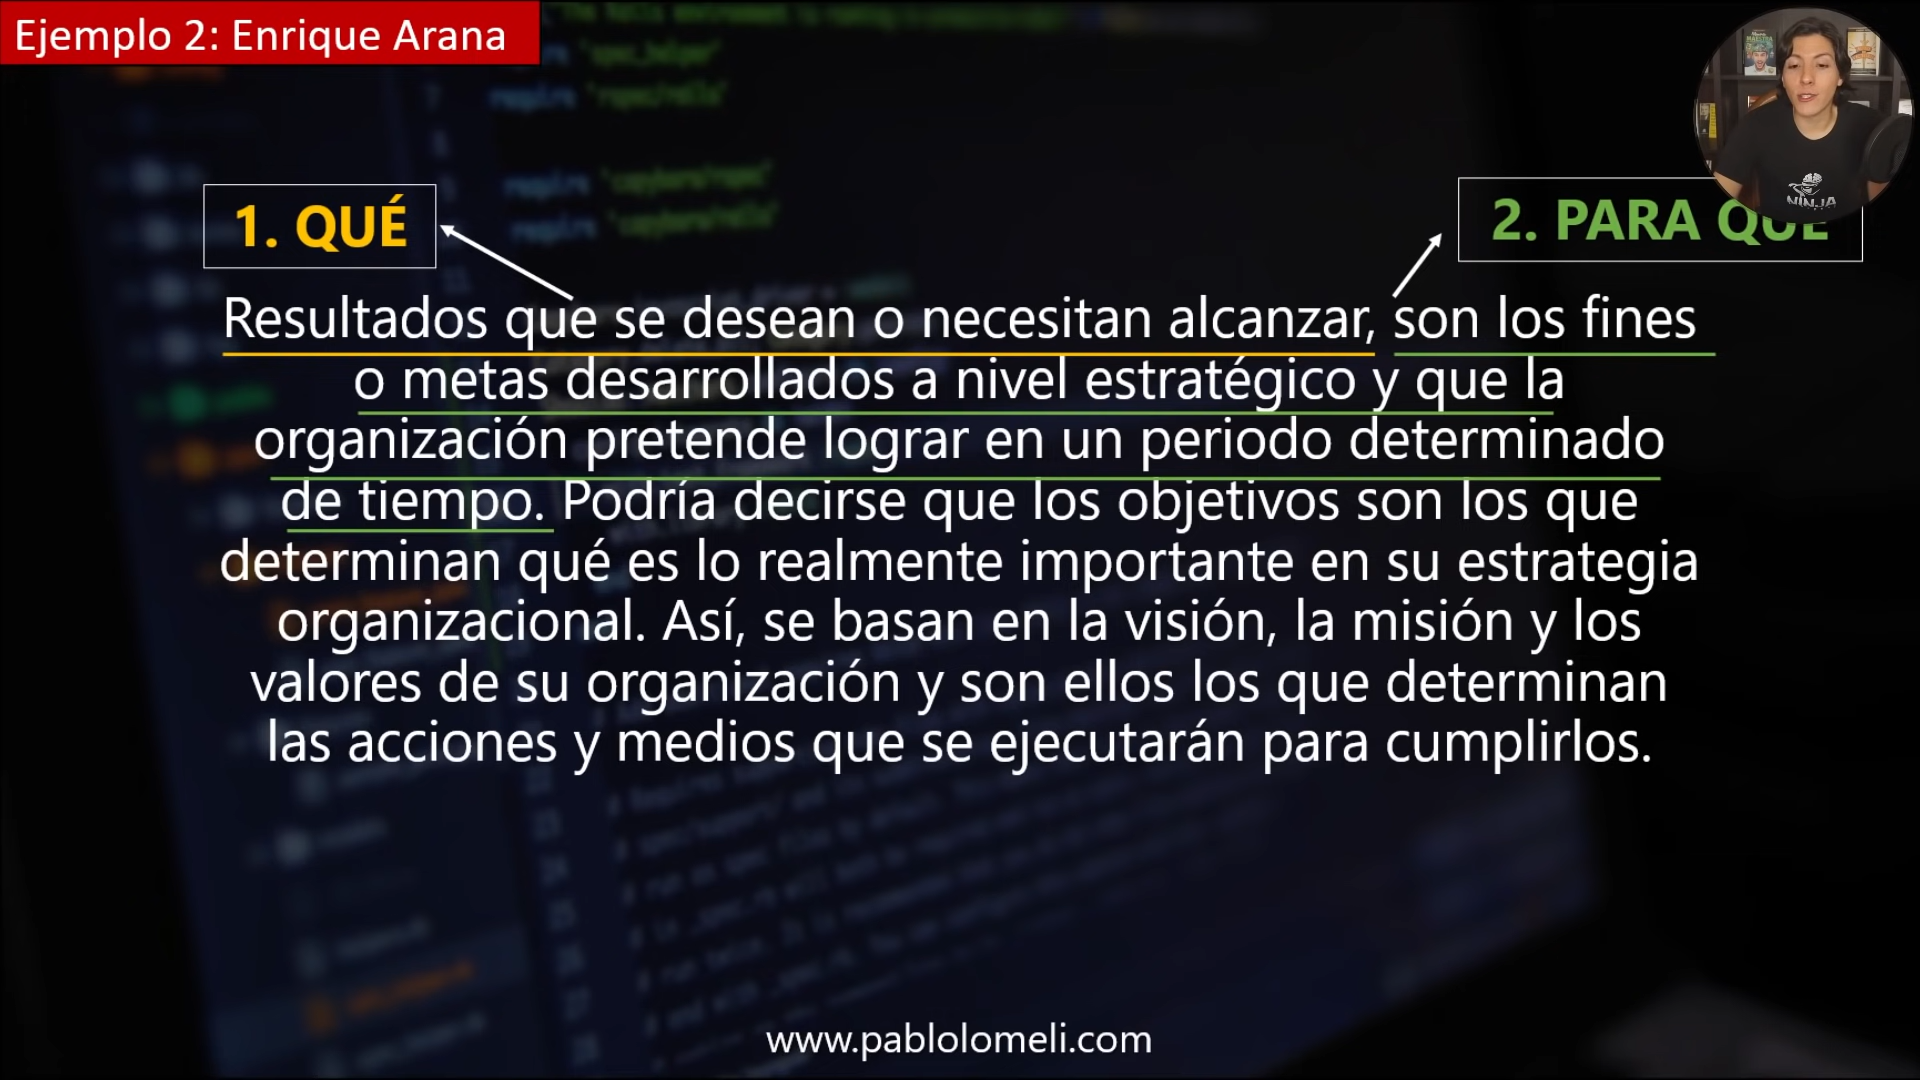 Ejemplo 2: Enrique Arana
1. QUÉ
2. PARA QUÉ
Resultados que se desean o necesitan alcanzar, son los fines
o metas desarrollados a nivel estratégico y que la
organización pretende lograr en un periodo determinado
de tiempo. Podría decirse que los objetivos son los que
determinan qué es lo realmente importante en su estrategia
organizacional. Así, se basan en la visión, la misión y los
valores de su organización y son ellos los que determinan
las acciones y medios que se ejecutarán para cumplirlos.
www.pablolomeli.com
NINJA